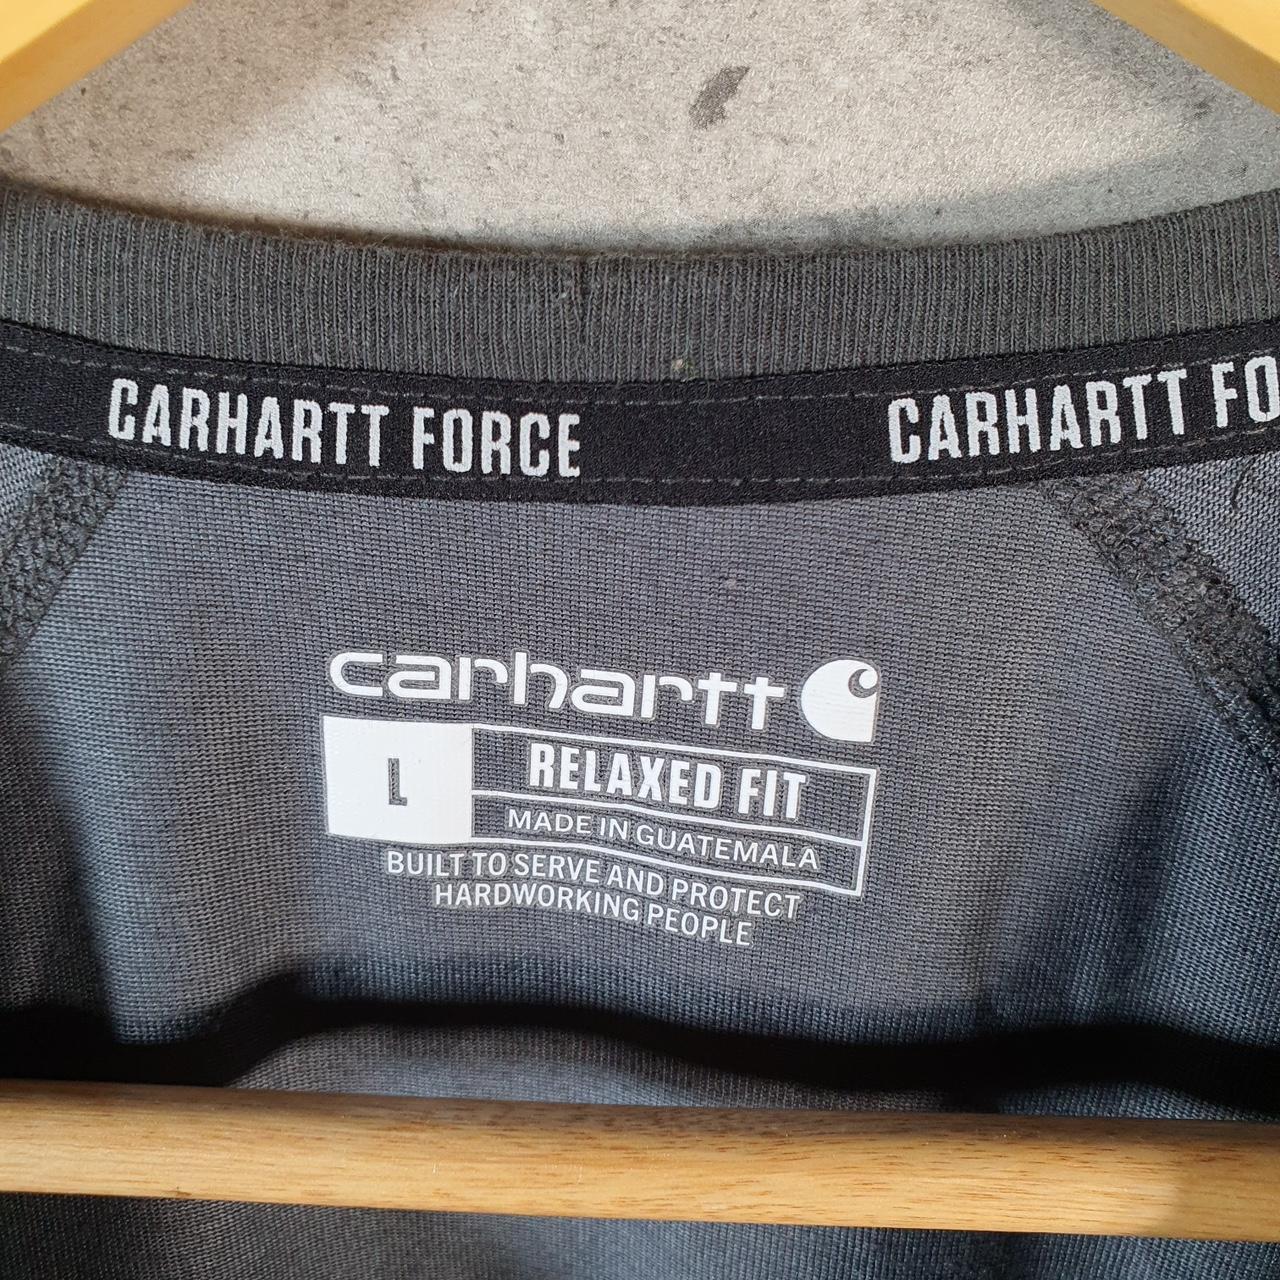 CARHARTT FORCE
CARHARTT FO
carhartt
L
RELAXED FIT
MADE IN GUATEMALA
BUILT TO SERVE AND PROTECT
HARDWORKING PEOPLE